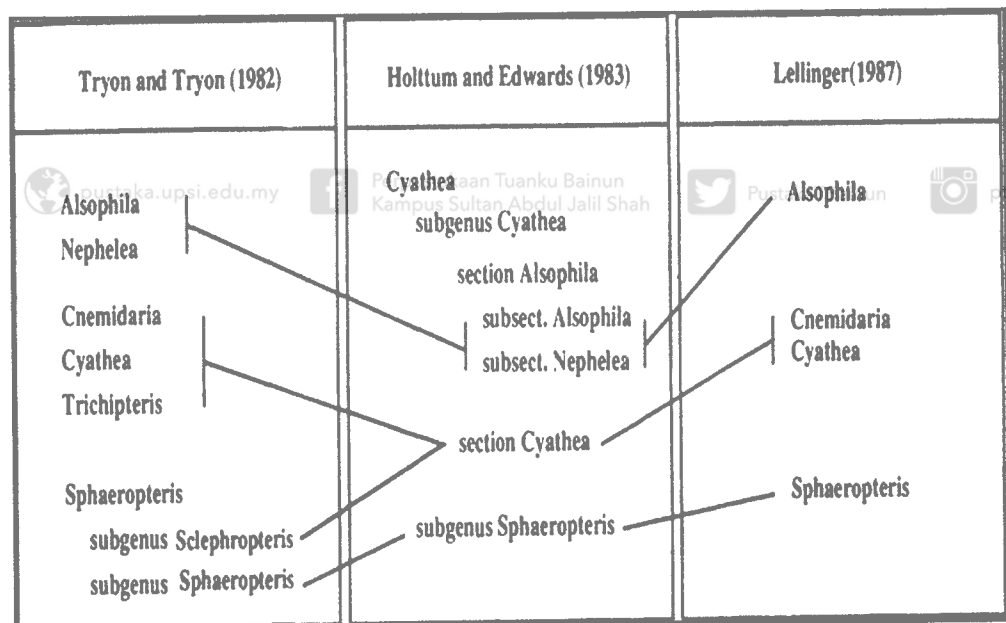 Tryon and Tryon (1982)
Holttum and Edwards (1983)
Lellinger(1987)
pustaka.upsi.edu.my
Alsophila
Nephelea
Cnemidaria
Cyathea
Trichipteris
Sphaeropteris
subgenus Sclephropteris
subgenus Sphaeropteris
Tuanku Bainun
Kampus Sultan Abdul Jalil Shah
Cyathea
subgenus Cyathea
section Alsophila
subsect. Alsophila
subsect. Nephelea
section Cyathea
subgenus Sphaeropteris
Alsophila
Cnemidaria
Cyathea
Sphaeropteris